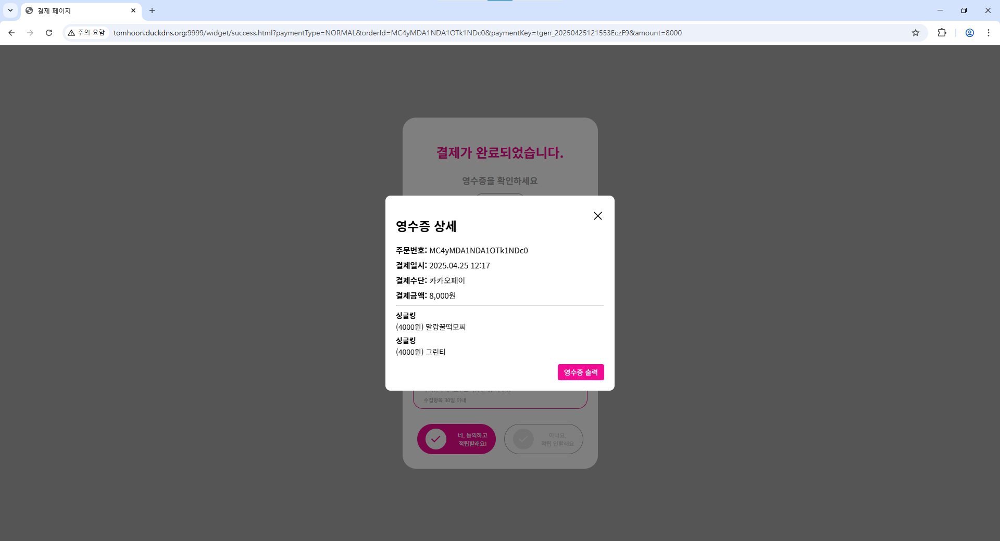 결제 페이지
주의 요함
tomhoon.duckdns.org:9999/widget/success.html?paymentType=NORMAL&orderId=MC4yMDA1NDA1OTk1NDc0&paymentKey=tgen_20250425121553EczF9&amount=8000
결제가 완료되었습니다.
영수증을 확인하세요
영수증 상세
주문번호: MC4yMDA1NDA1OTk1NDc0
결제일시: 2025.04.25 12:17
결제수단: 카카오페이
결제금액: 8,000원
싱글킹
(4000원) 말랑꿀떡모찌
싱글킹
(4000원) 그린티
영수증 출력
수집항목 30일 이내
네, 동의하고
적립할래요!
아니요,
적립 안할래요